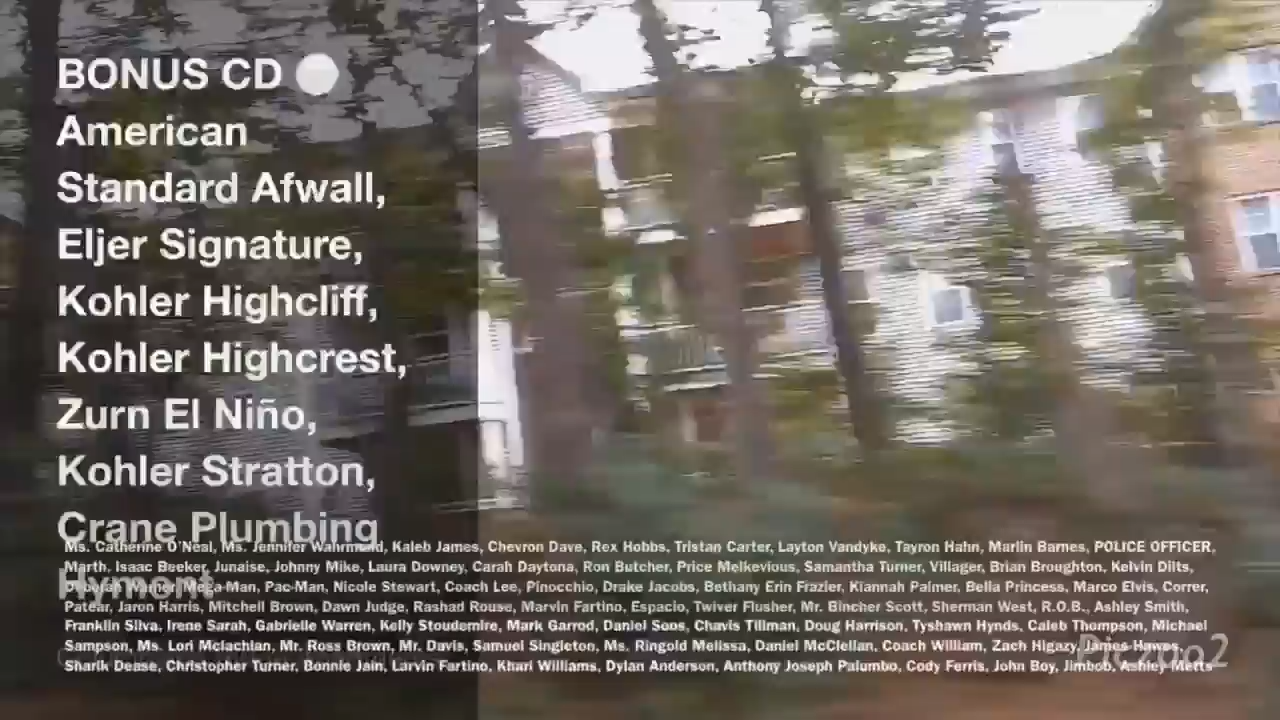 BONUS CD
American
Standard Afwall,
Eljer Signature,
Kohler Highcliff,
Kohler Highcrest,
Zurn El Niño,
Kohler Stratton,
Crane Plumbing
Ms. Catherine O'Neal, Ms. Jennifer Wahrmund, Kaleb James, Chevron Dave, Rex Hobbs, Tristan Carter, Layton Vandyke, Tayron Hahn, Marlin Barnes, POLICE OFFICER,
Marth, Isaac Beeker, Junaise, Johnny Mike, Laura Downey, Carah Daytona, Ron Butcher, Price Melkevious, Samantha Turner, Villager, Brian Broughton, Kelvin Dilts,
Mega-Man, Pac-Man, Nicole Stewart, Coach Lee, Pinocchio, Drake Jacobs, Bethany Erin Frazier, Kiannah Palmer, Bella Princess, Marco Elvis, Correr,
Patear, Jaron Harris, Mitchell Brown, Dawn Judge, Rashad Rouse, Marvin Fartino, Espacio, Twiver Flusher, Mr. Bincher Scott, Sherman West, R.O.B., Ashley Smith,
Franklin Silva, Irene Sarah, Gabrielle Warren, Kelly Stoudemire, Mark Garrod, Daniel Soos, Chavis Tillman, Doug Harrison, Tyshawn Hynds, Caleb Thompson, Michael
Sampson, Ms. Lori Mclachlan, Mr. Ross Brown, Mr. Davis, Samuel Singleton, Ms. Ringold Melissa, Daniel McClellan, Coach William, Zach Higazy, James Hawes,
Sharik Dease, Christopher Turner, Bonnie Jain, Larvin Fartino, Khari Williams, Dylan Anderson, Anthony Joseph Palumbo, Cody Ferris, John Boy, Jimbob, Ashley Metts